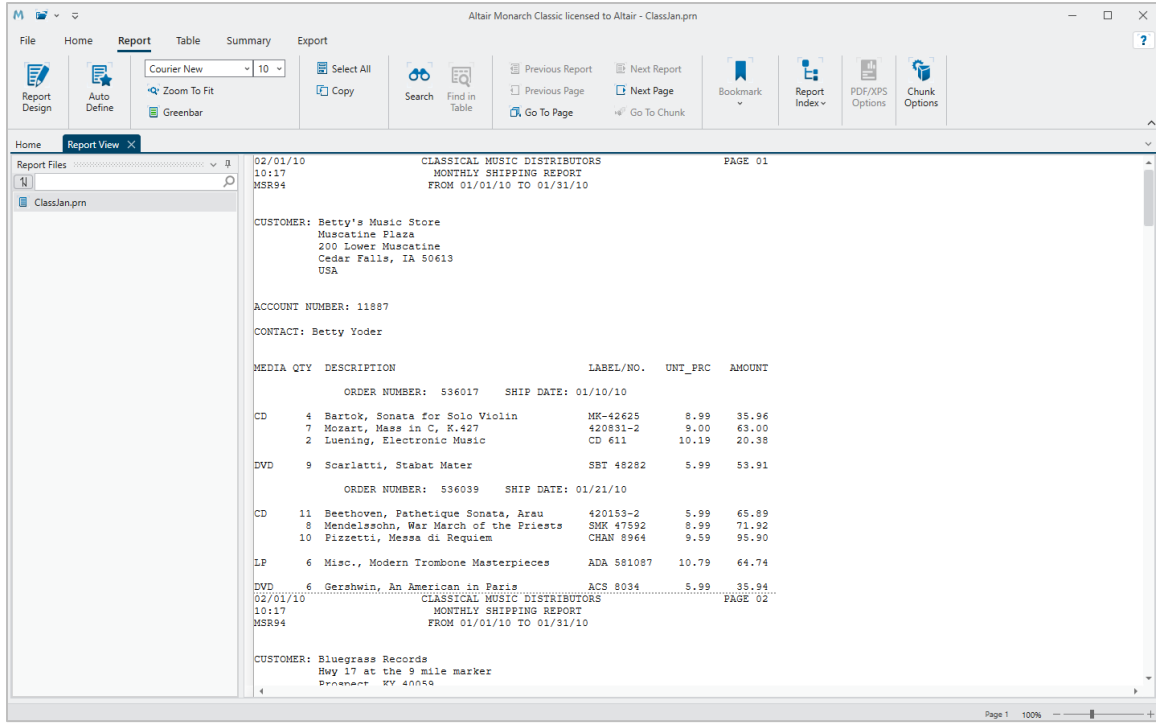 Altair Monarch Classic licensed to Altair - ClassJan.prn
File Home Report Table Summary Export ?
Report Design
Auto Define
Courier New 10
Zoom To Fit
Greenbar
Select All
Copy
Search
Find in Table
Previous Report Next Report
Previous Page Next Page
Go To Page Go To Chunk
Bookmark
Report Index
PDF/XPS Options
Chunk Options
Home Report View
Report Files
ClassJan.prn
02/01/10 CLASSICAL MUSIC DISTRIBUTORS PAGE 01
10:17 MONTHLY SHIPPING REPORT
MSR94 FROM 01/01/10 TO 01/31/10
CUSTOMER: Betty's Music Store
Muscatine Plaza
200 Lower Muscatine
Cedar Falls, IA 50613
USA
ACCOUNT NUMBER: 11887
CONTACT: Betty Yoder
MEDIA QTY DESCRIPTION LABEL/NO. UNT_PRC AMOUNT
ORDER NUMBER: 536017 SHIP DATE: 01/10/10
CD 4 Bartok, Sonata for Solo Violin MK-42625 8.99 35.96
7 Mozart, Mass in C, K.427 420831-2 9.00 63.00
2 Luening, Electronic Music CD 611 10.19 20.38
DVD 9 Scarlatti, Stabat Mater SBT 48282 5.99 53.91
ORDER NUMBER: 536039 SHIP DATE: 01/21/10
CD 11 Beethoven, Pathetique Sonata, Arau 420153-2 5.99 65.89
8 Mendelssohn, War March of the Priests SMK 47592 8.99 71.92
10 Pizzetti, Messa di Requiem CHAN 8964 9.59 95.90
LP 6 Misc., Modern Trombone Masterpieces ADA 581087 10.79 64.74
DVD 6 Gershwin, An American in Paris ACS 8034 5.99 35.94
02/01/10 CLASSICAL MUSIC DISTRIBUTORS PAGE 02
10:17 MONTHLY SHIPPING REPORT
MSR94 FROM 01/01/10 TO 01/31/10
CUSTOMER: Bluegrass Records
Hwy 17 at the 9 mile marker
Prospect, KY 40059
Page 1 100%